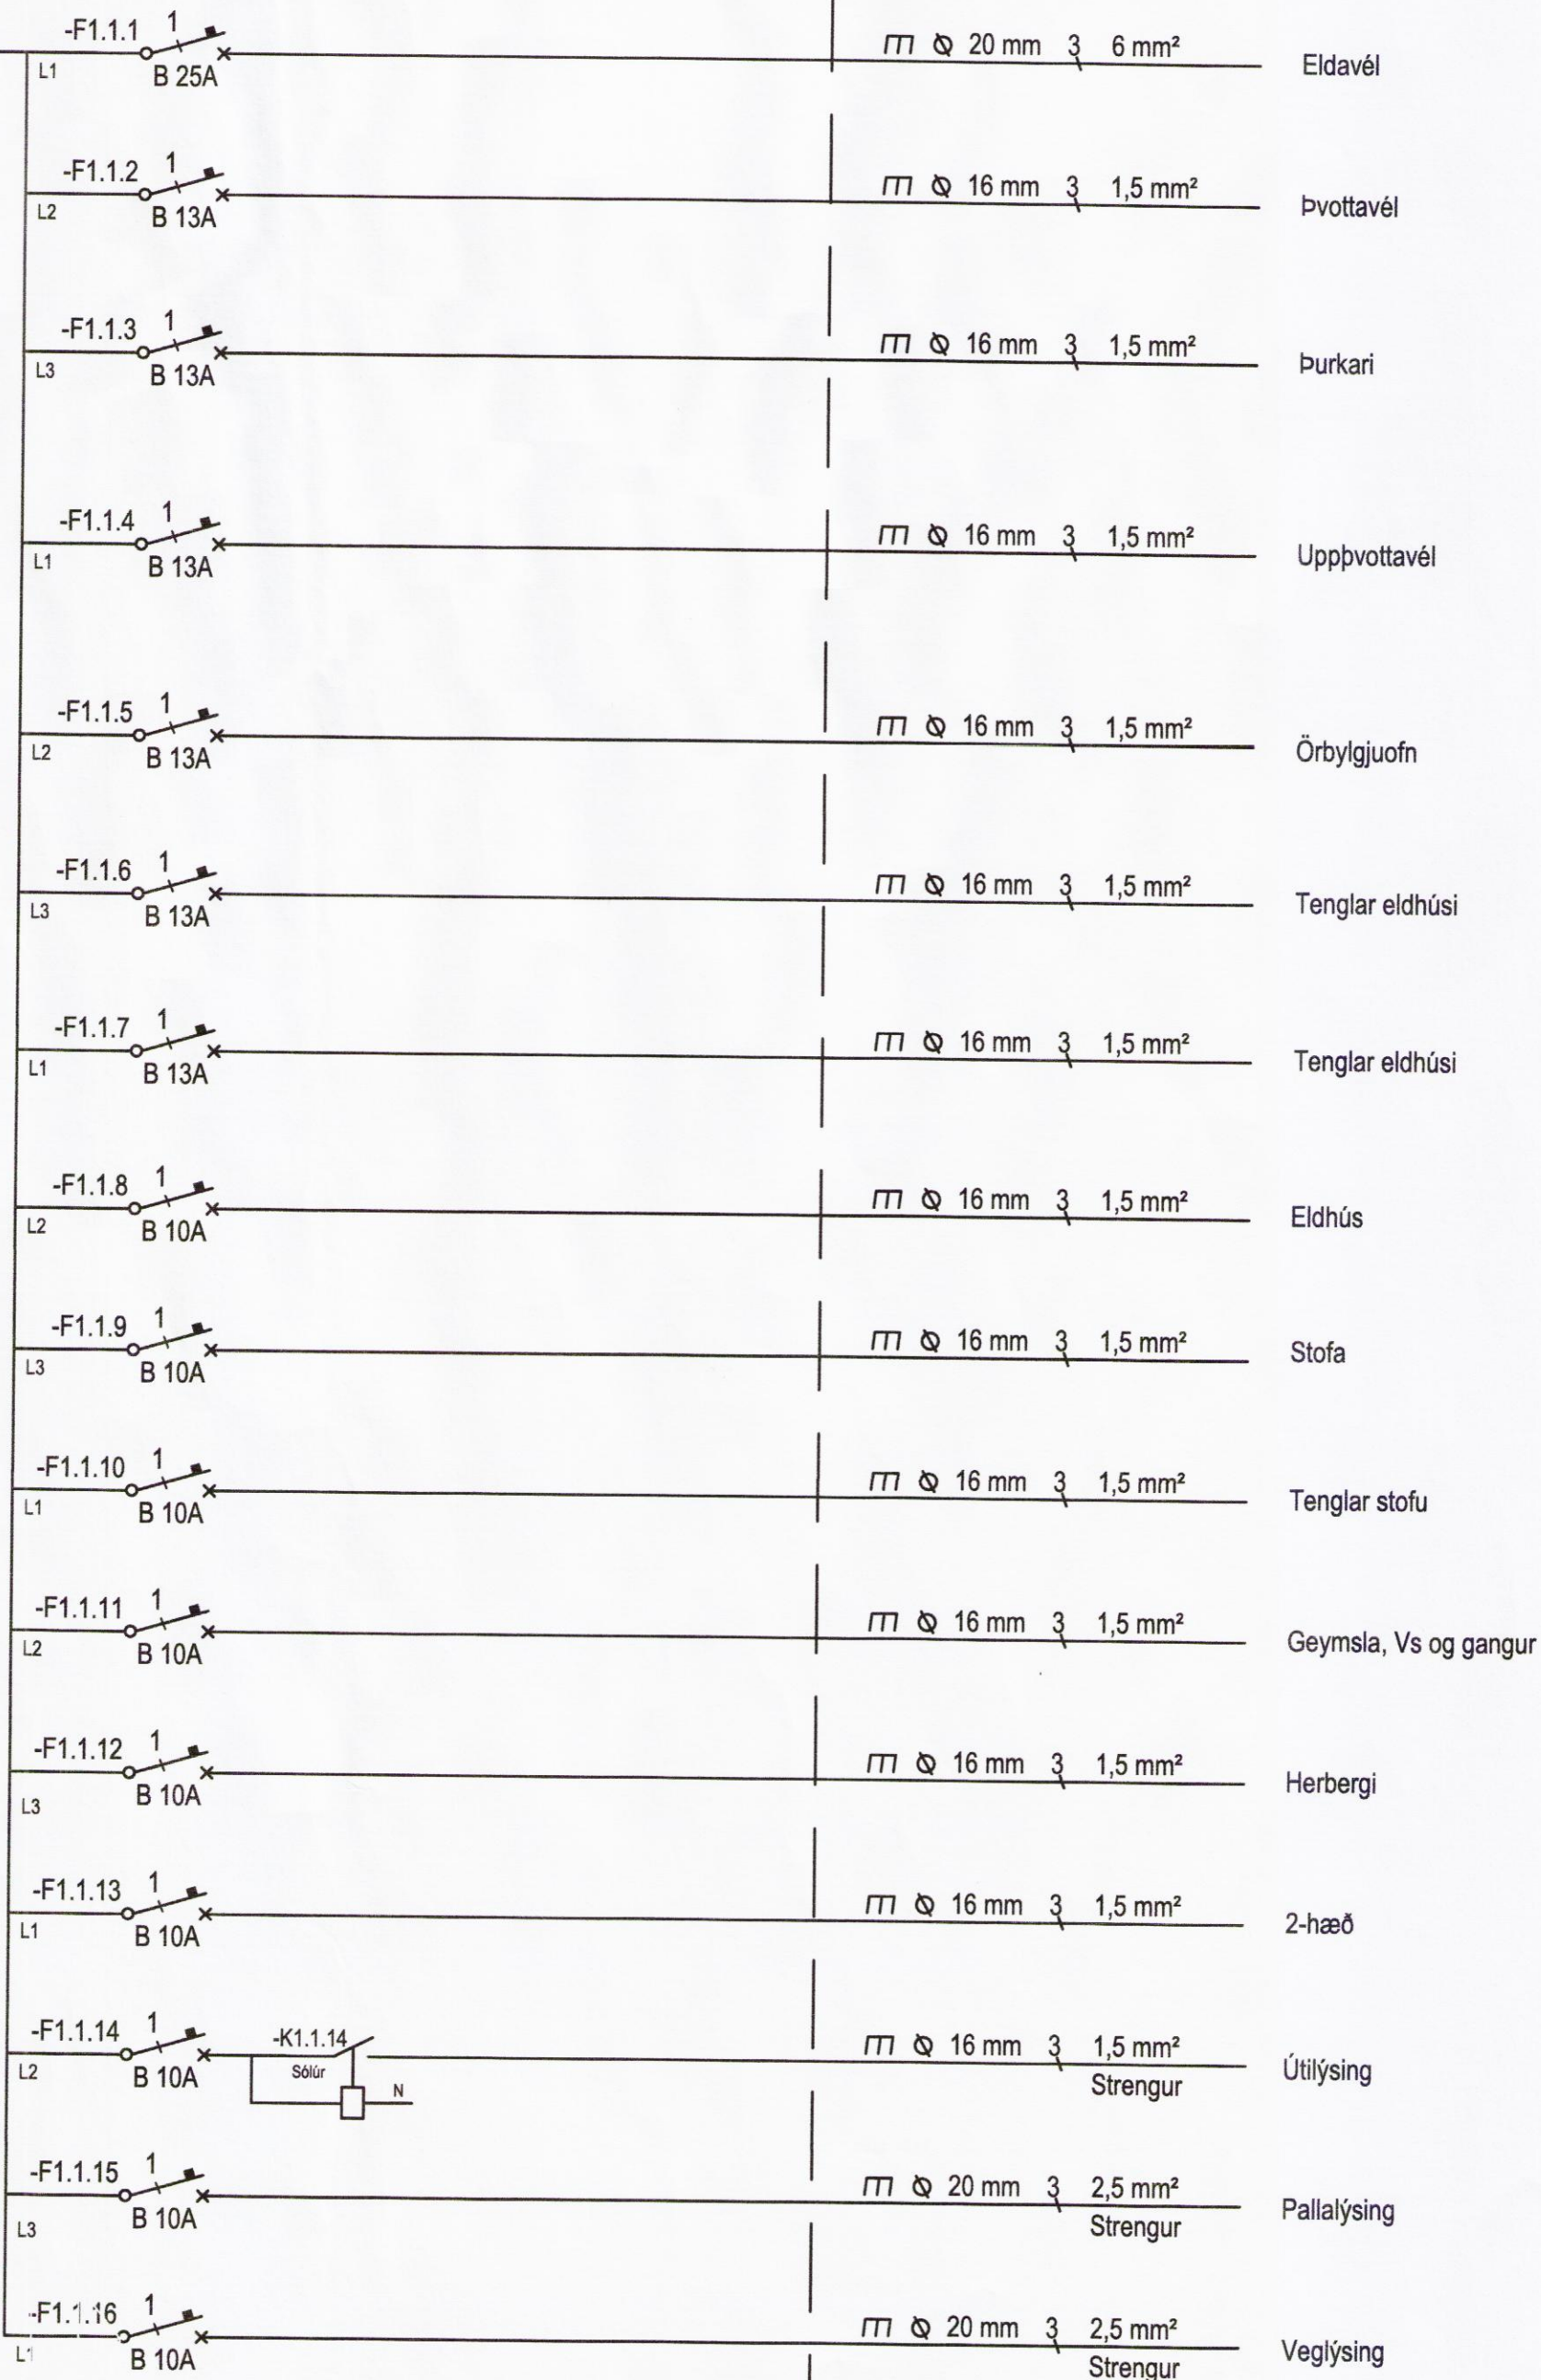 -F1.1.1 1 20 mm 3 6 mm² Eldavél
L1 B 25A
-F1.1.2 1 16 mm 3 1,5 mm² Þvottavél
L2 B 13A
-F1.1.3 1 16 mm 3 1,5 mm² Þurkari
L3 B 13A
-F1.1.4 1 16 mm 3 1,5 mm² Uppþvottavél
L1 B 13A
-F1.1.5 1 16 mm 3 1,5 mm² Örbylgjuofn
L2 B 13A
-F1.1.6 1 16 mm 3 1,5 mm² Tenglar eldhúsi
L3 B 13A
-F1.1.7 1 16 mm 3 1,5 mm² Tenglar eldhúsi
L1 B 13A
-F1.1.8 1 16 mm 3 1,5 mm² Eldhús
L2 B 10A
-F1.1.9 1 16 mm 3 1,5 mm² Stofa
L3 B 10A
-F1.1.10 1 16 mm 3 1,5 mm² Tenglar stofu
L1 B 10A
-F1.1.11 1 16 mm 3 1,5 mm² Geymsla, Vs og gangur
L2 B 10A
-F1.1.12 1 16 mm 3 1,5 mm² Herbergi
L3 B 10A
-F1.1.13 1 16 mm 3 1,5 mm² 2-hæð
L1 B 10A
-F1.1.14 1 -K1.1.14 16 mm 3 1,5 mm² Útilýsing
L2 B 10A Sólúr N Strengur
-F1.1.15 1 20 mm 3 2,5 mm² Pallalýsing
L3 B 10A Strengur
-F1.1.16 1 20 mm 3 2,5 mm² Veglýsing
L1 B 10A Strengur